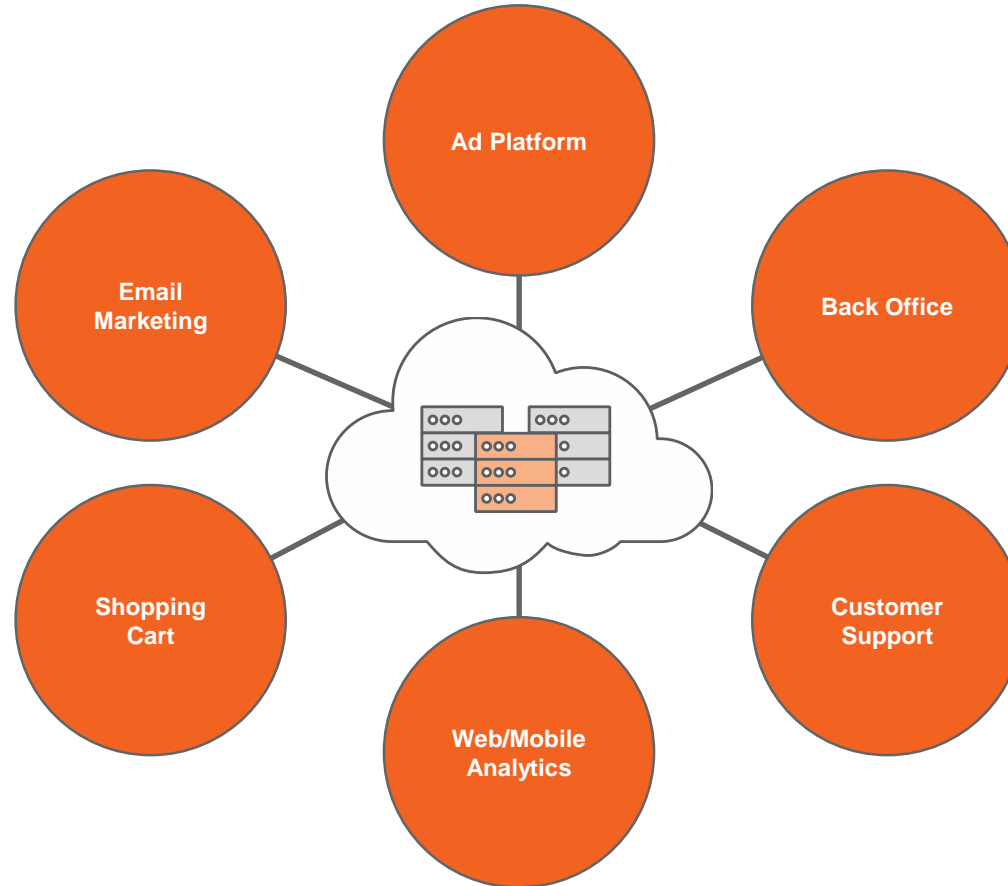 Ad Platform
Email
Marketing
Back Office
Shopping
Cart
Customer
Support
Web/Mobile
Analytics